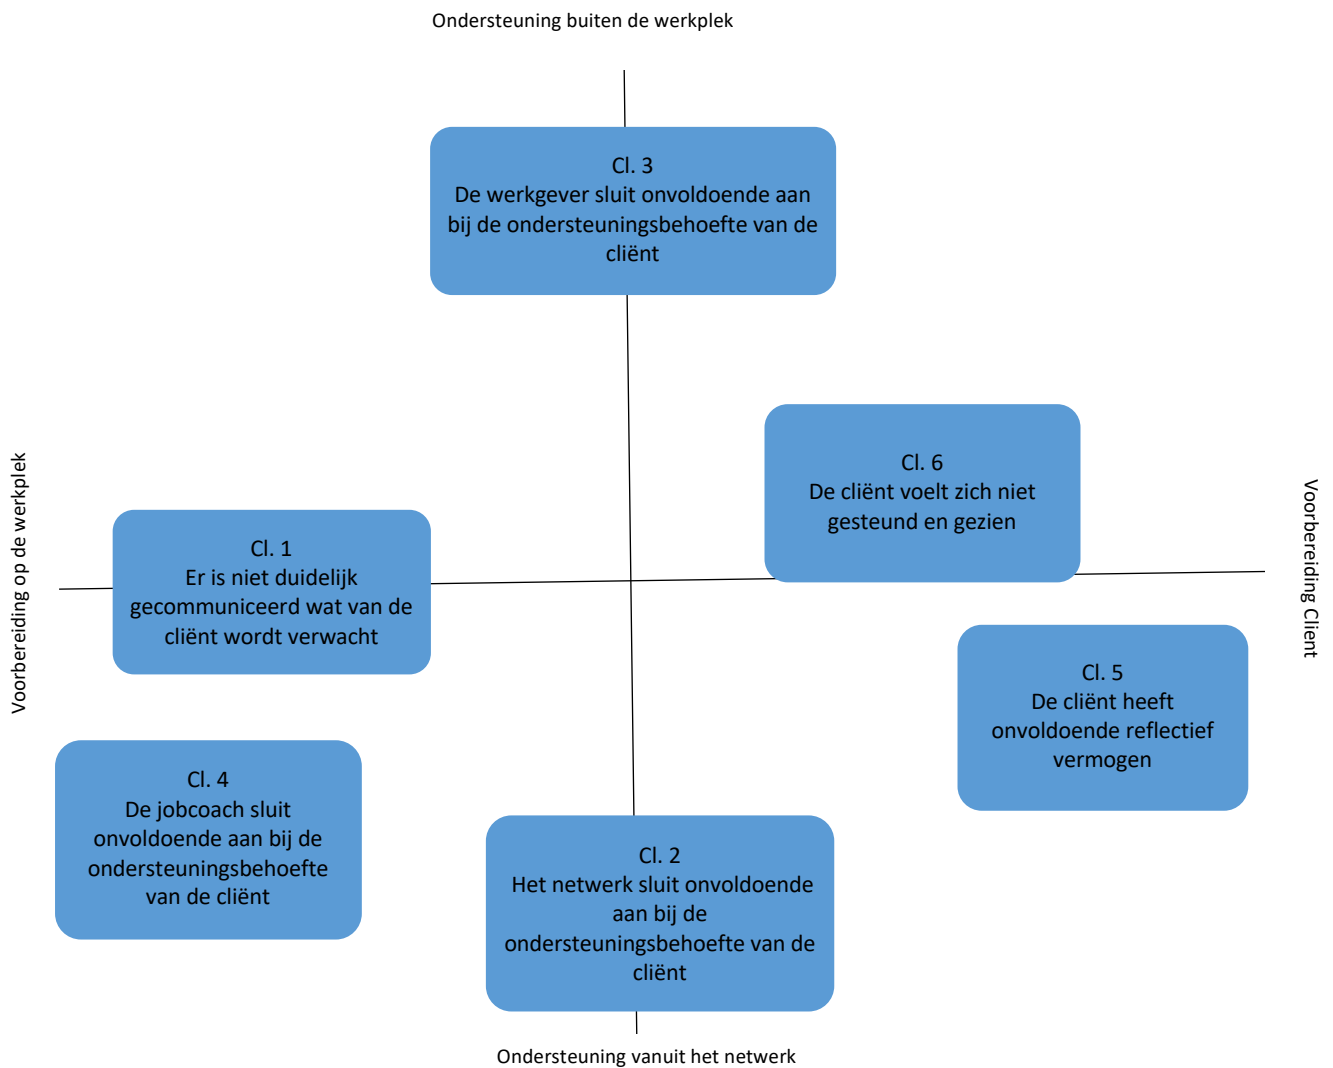 Ondersteuning buiten de werkplek
Cl. 3
De werkgever sluit onvoldoende aan
bij de ondersteuningsbehoefte van de
cliënt
Cl. 6
De cliënt voelt zich niet
gesteund en gezien
Voorbereiding op de werkplek
Voorbereiding Client
Cl. 1
Er is niet duidelijk
gecommuniceerd wat van de
cliënt wordt verwacht
Cl. 5
De cliënt heeft
onvoldoende reflectief
vermogen
Cl. 4
De jobcoach sluit
onvoldoende aan bij de
ondersteuningsbehoefte
van de cliënt
Cl. 2
Het netwerk sluit onvoldoende
aan bij de
ondersteuningsbehoefte van de
cliënt
Ondersteuning vanuit het netwerk